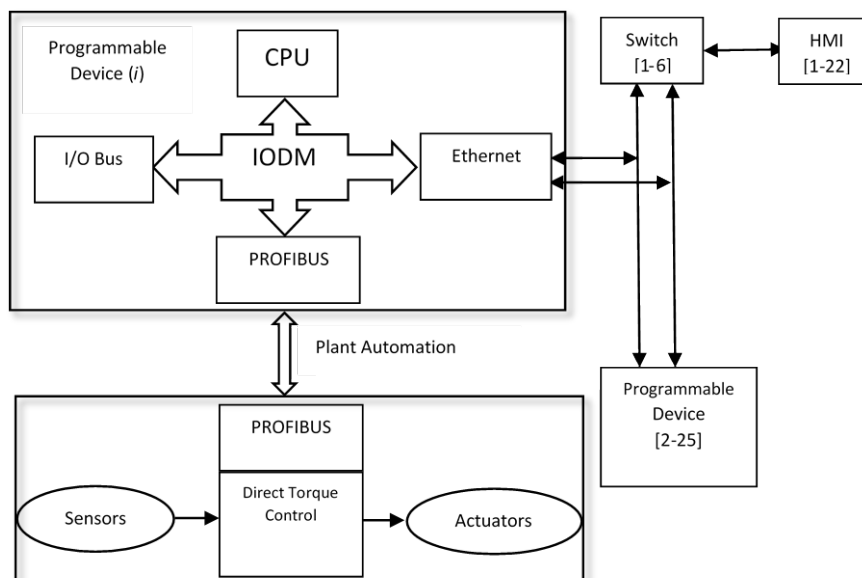 Programmable
Device (i)
CPU
I/O Bus
IODM
Ethernet
PROFIBUS
Switch
[1-6]
HMI
[1-22]
Plant Automation
Programmable
Device
[2-25]
PROFIBUS
Direct Torque
Control
Sensors
Actuators